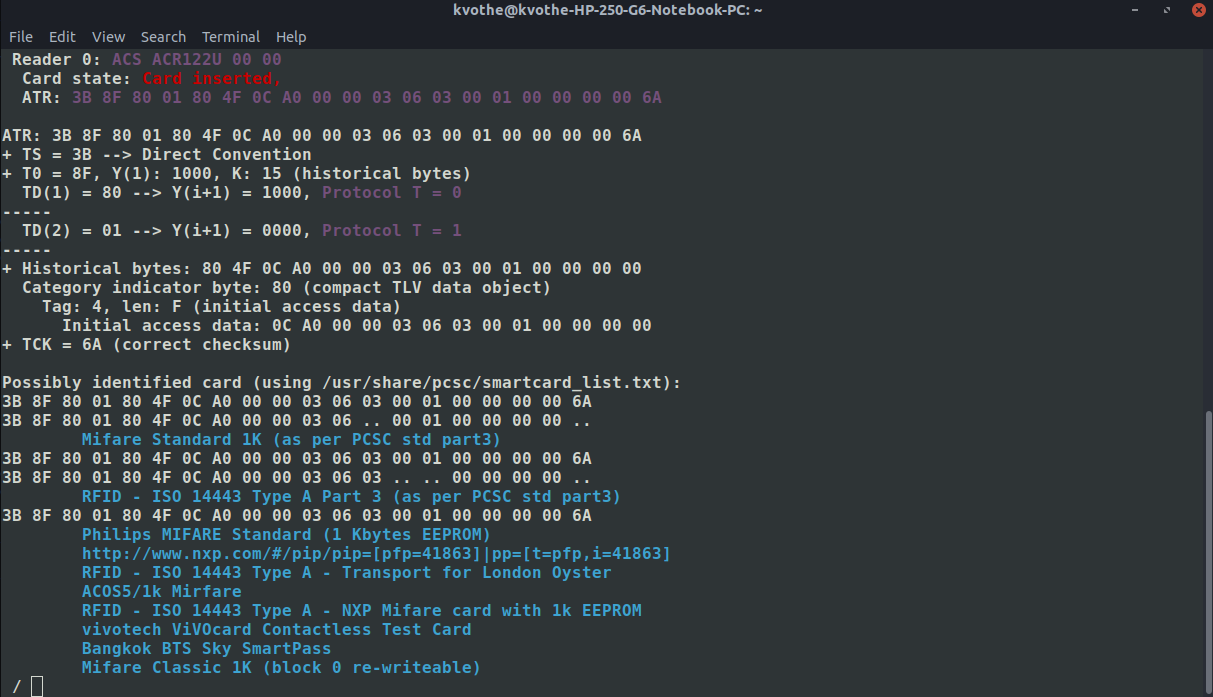 kvothe@kvothe-HP-250-G6-Notebook-PC: ~
File Edit View Search Terminal Help
Reader 0: ACS ACR122U 00 00
Card state: Card inserted,
ATR: 3B 8F 80 01 80 4F 0C A0 00 00 03 06 03 00 01 00 00 00 00 6A
ATR: 3B 8F 80 01 80 4F 0C A0 00 00 03 06 03 00 01 00 00 00 00 6A
+ TS = 3B --> Direct Convention
+ T0 = 8F, Y(1): 1000, K: 15 (historical bytes)
TD(1) = 80 --> Y(i+1) = 1000, Protocol T = 0
-----
TD(2) = 01 --> Y(i+1) = 0000, Protocol T = 1
-----
+ Historical bytes: 80 4F 0C A0 00 00 03 06 03 00 01 00 00 00 00
Category indicator byte: 80 (compact TLV data object)
Tag: 4, len: F (initial access data)
Initial access data: 0C A0 00 00 03 06 03 00 01 00 00 00 00
+ TCK = 6A (correct checksum)
Possibly identified card (using /usr/share/pcsc/smartcard_list.txt):
3B 8F 80 01 80 4F 0C A0 00 00 03 06 03 00 01 00 00 00 00 6A
3B 8F 80 01 80 4F 0C A0 00 00 03 06 .. 00 01 00 00 00 00 ..
Mifare Standard 1K (as per PCSC std part3)
3B 8F 80 01 80 4F 0C A0 00 00 03 06 03 00 01 00 00 00 00 6A
3B 8F 80 01 80 4F 0C A0 00 00 03 06 03 .. .. 00 00 00 00 ..
RFID - ISO 14443 Type A Part 3 (as per PCSC std part3)
3B 8F 80 01 80 4F 0C A0 00 00 03 06 03 00 01 00 00 00 00 6A
Philips MIFARE Standard (1 Kbytes EEPROM)
http://www.nxp.com/#/pip/pip=[pfp=41863]|pp=[t=pfp,i=41863]
RFID - ISO 14443 Type A - Transport for London Oyster
ACOS5/1k Mirfare
RFID - ISO 14443 Type A - NXP Mifare card with 1k EEPROM
vivotech ViVOcard Contactless Test Card
Bangkok BTS Sky SmartPass
Mifare Classic 1K (block 0 re-writeable)
/